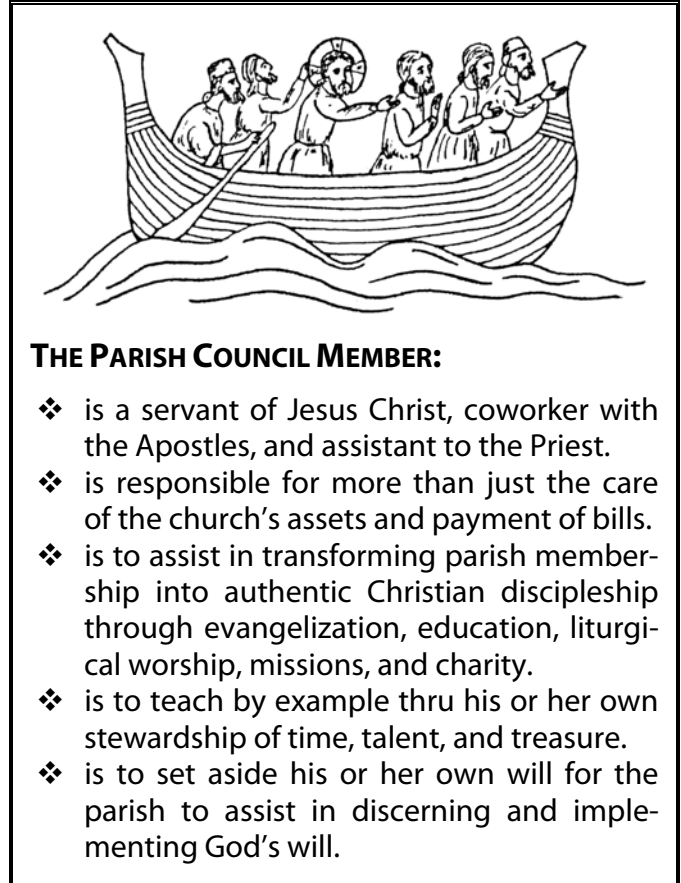 THE PARISH COUNCIL MEMBER:
❖ is a servant of Jesus Christ, coworker with
the Apostles, and assistant to the Priest.
❖ is responsible for more than just the care
of the church’s assets and payment of bills.
❖ is to assist in transforming parish member-
ship into authentic Christian discipleship
through evangelization, education, liturgi-
cal worship, missions, and charity.
❖ is to teach by example thru his or her own
stewardship of time, talent, and treasure.
❖ is to set aside his or her own will for the
parish to assist in discerning and imple-
menting God’s will.